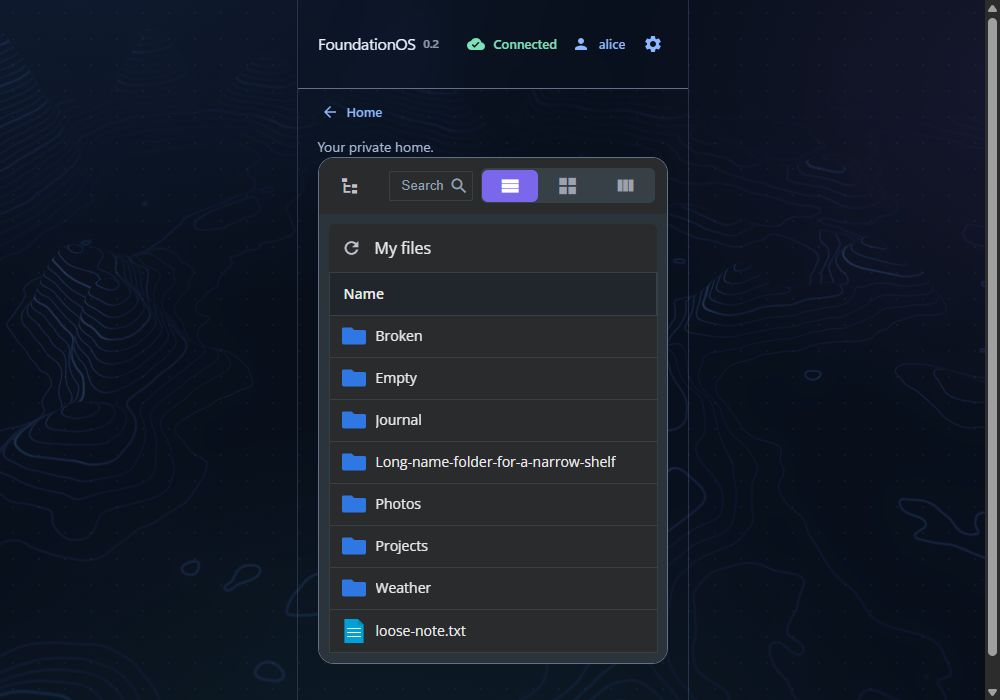 FoundationOS 0.2 Connected alice
Home
Your private home.
Search
My files
Name
Broken
Empty
Journal
Long-name-folder-for-a-narrow-shelf
Photos
Projects
Weather
loose-note.txt